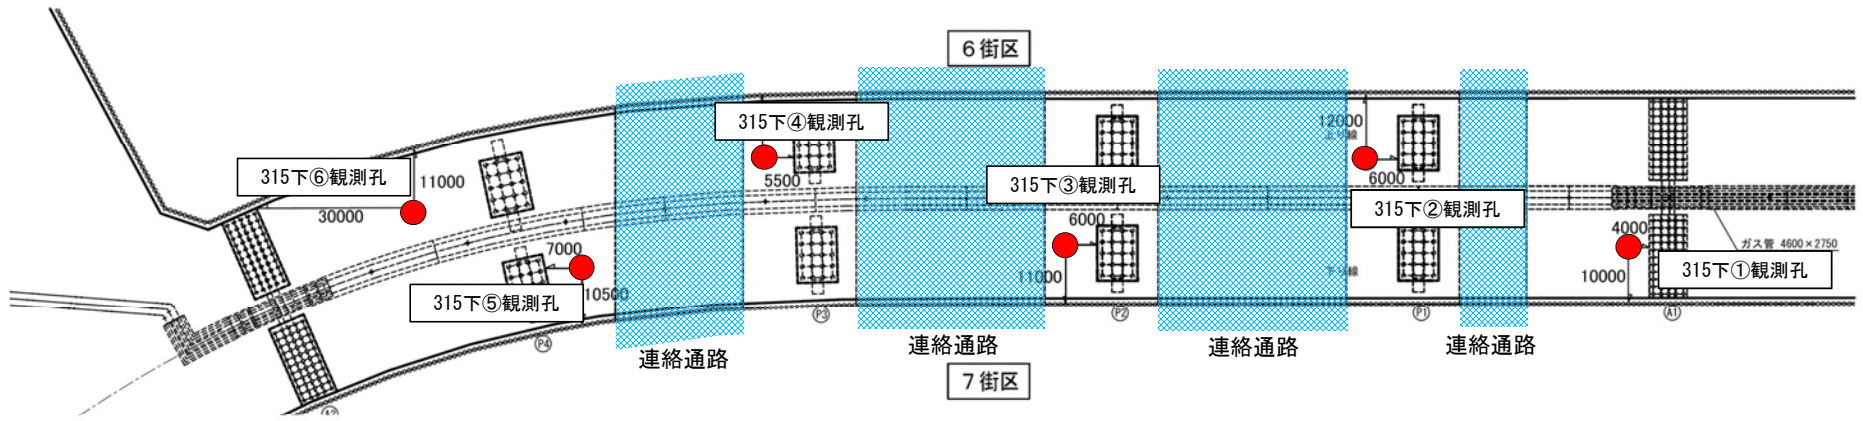 6街区
315下④観測孔
12000
上り線
315下⑥観測孔
11000
5500
315下③観測孔
6000
30000
315下②観測孔
6000
4000
7000
ガス管 4600×2750
315下①観測孔
11000
下り線
10000
315下⑤観測孔
10500
P3
P2
P1
A1
P4
連絡通路
連絡通路
連絡通路
連絡通路
7街区
A2